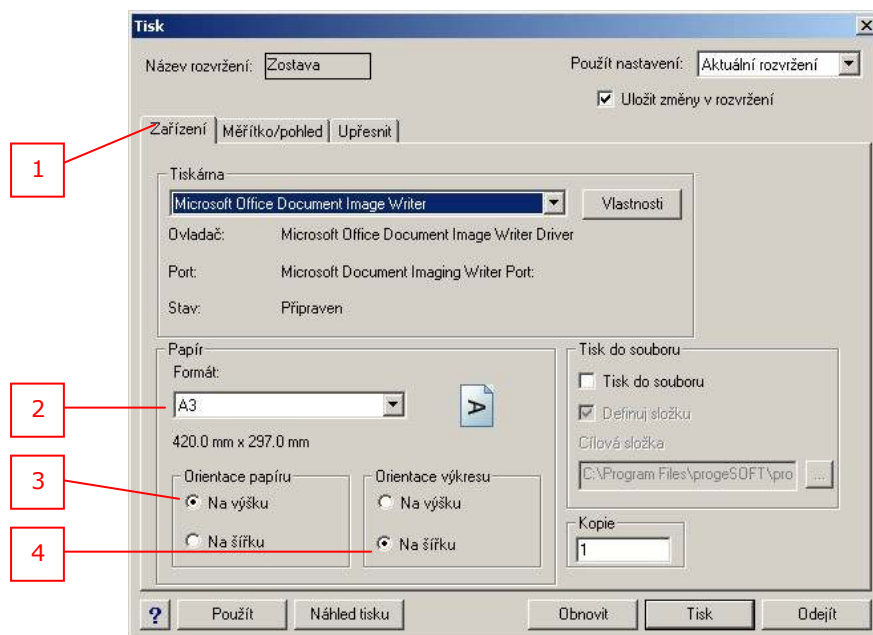 Tisk
Název rozvržení: Zostava
Použít nastavení: Aktuální rozvržení
Uložit změny v rozvržení
Zařízení Měřítko/pohled Upřesnit
1
Tiskárna
Microsoft Office Document Image Writer Vlastnosti
Ovladač: Microsoft Office Document Image Writer Driver
Port: Microsoft Document Imaging Writer Port:
Stav: Připraven
Papír
Formát:
2
A3
A
420.0 mm x 297.0 mm
Orientace papíru
3
Na výšku
Na šířku
Orientace výkresu
Na výšku
4
Na šířku
Tisk do souboru
Tisk do souboru
Definuj složku
Cílová složka
C:\Program Files\progeSOFT\pro ...
Kopie
1
? Použít Náhled tisku Obnovit Tisk Odejít